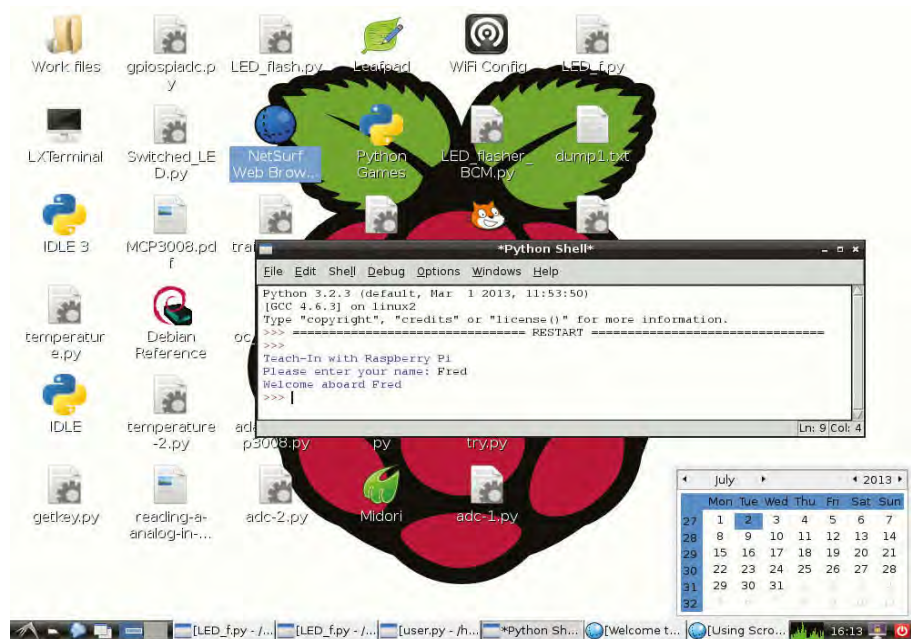 Work files
gpiospiadc.p
y
LED_flash.py
Leafpad
WiFi Config
LED_f.py
LXTerminal
Switched_LE
D.py
NetSurf
Web Brow...
Python
Games
LED_flasher_
BCM.py
dump1.txt
IDLE 3
MCP3008.pd
f
*Python Shell*
File Edit Shell Debug Options Windows Help
Python 3.2.3 (default, Mar 1 2013, 11:53:50)
[GCC 4.6.3] on linux2
Type "copyright", "credits" or "license()" for more information.
>>> ================================ RESTART ================================
>>>
Teach-In with Raspberry Pi
Please enter your name: Fred
Welcome aboard Fred
>>>
Ln: 9 Col: 4
temperatur
e.py
Debian
Reference
IDLE
temperature
-2.py
p3008.py
py
try.py
getkey.py
reading-a-
analog-in-...
adc-2.py
Midori
adc-1.py
July 2013
Mon Tue Wed Thu Fri Sat Sun
27 1 2 3 4 5 6 7
28 8 9 10 11 12 13 14
29 15 16 17 18 19 20 21
30 22 23 24 25 26 27 28
31 29 30 31
32
[LED_f.py - /... [LED_f.py - /... [user.py - /h... *Python Sh... [Welcome t... [Using Scro... 16:13